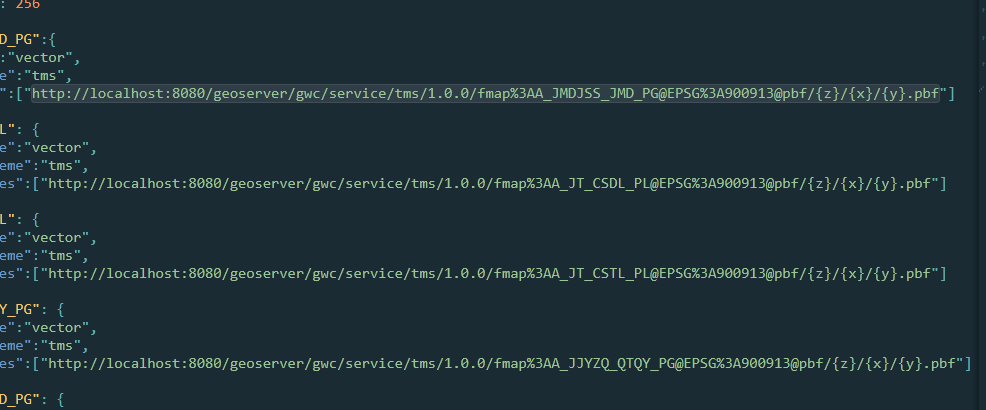 : 256
D_PG":{
:"vector",
e":"tms",
":["http://localhost:8080/geoserver/gwc/service/tms/1.0.0/fmap%3AA_JMDJSS_JMD_PG@EPSG%3A900913@pbf/{z}/{x}/{y}.pbf"]
L": {
e":"vector",
eme":"tms",
es":["http://localhost:8080/geoserver/gwc/service/tms/1.0.0/fmap%3AA_JT_CSDL_PL@EPSG%3A900913@pbf/{z}/{x}/{y}.pbf"]
L": {
e":"vector",
eme":"tms",
es":["http://localhost:8080/geoserver/gwc/service/tms/1.0.0/fmap%3AA_JT_CSTL_PL@EPSG%3A900913@pbf/{z}/{x}/{y}.pbf"]
Y_PG": {
e":"vector",
eme":"tms",
es":["http://localhost:8080/geoserver/gwc/service/tms/1.0.0/fmap%3AA_JJYZQ_QTQY_PG@EPSG%3A900913@pbf/{z}/{x}/{y}.pbf"]
D_PG": {